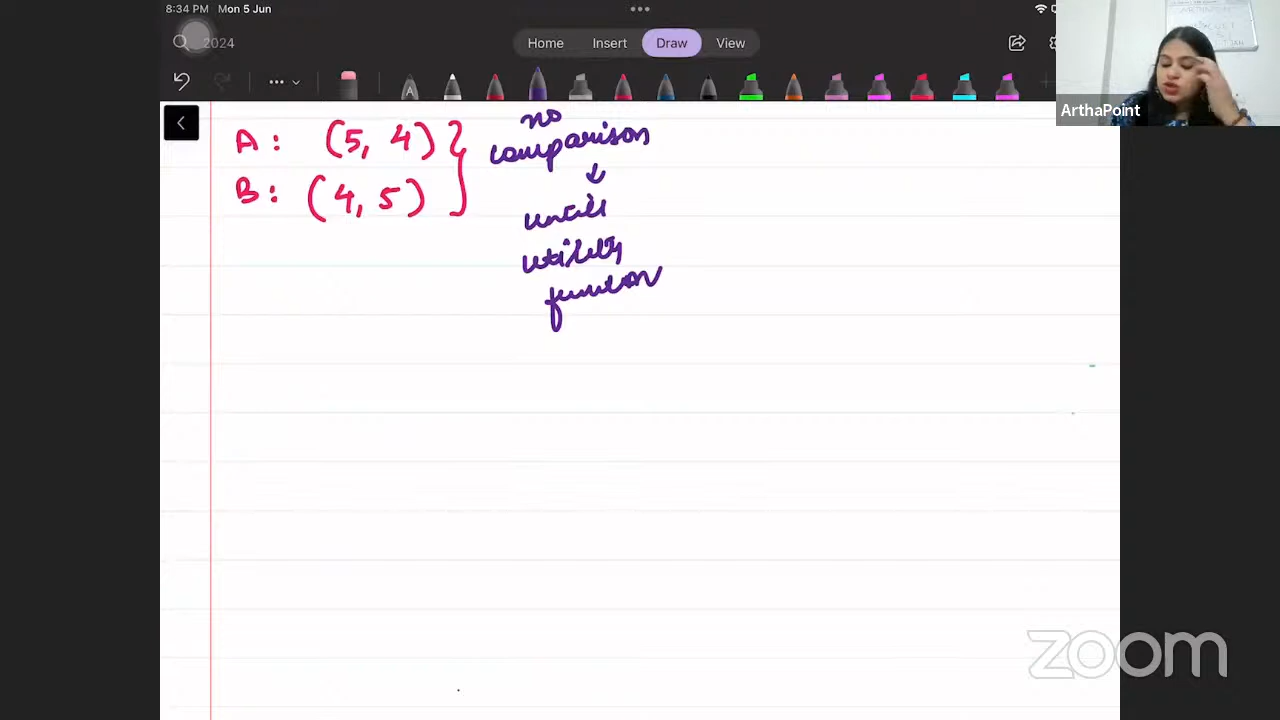 8:34 PM Mon 5 Jun
2024
Home Insert Draw View
ArthaPoint
A
A : (5, 4)
B : (4, 5)
no
comparison
↓
until
utility
function
zoom